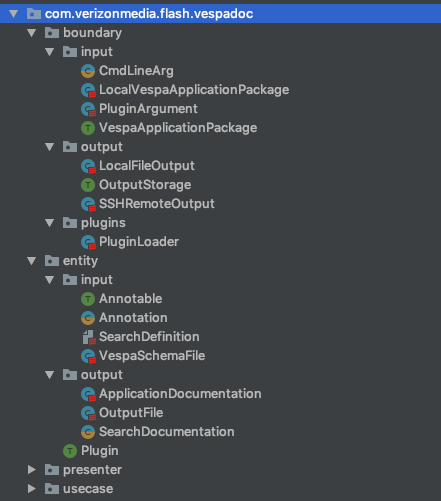 com.verizonmedia.flash.vespadoc
boundary
input
CmdLineArg
LocalVespaApplicationPackage
PluginArgument
VespaApplicationPackage
output
LocalFileOutput
OutputStorage
SSHRemoteOutput
plugins
PluginLoader
entity
input
Annotable
Annotation
SearchDefinition
VespaSchemaFile
output
ApplicationDocumentation
OutputFile
SearchDocumentation
Plugin
presenter
usecase